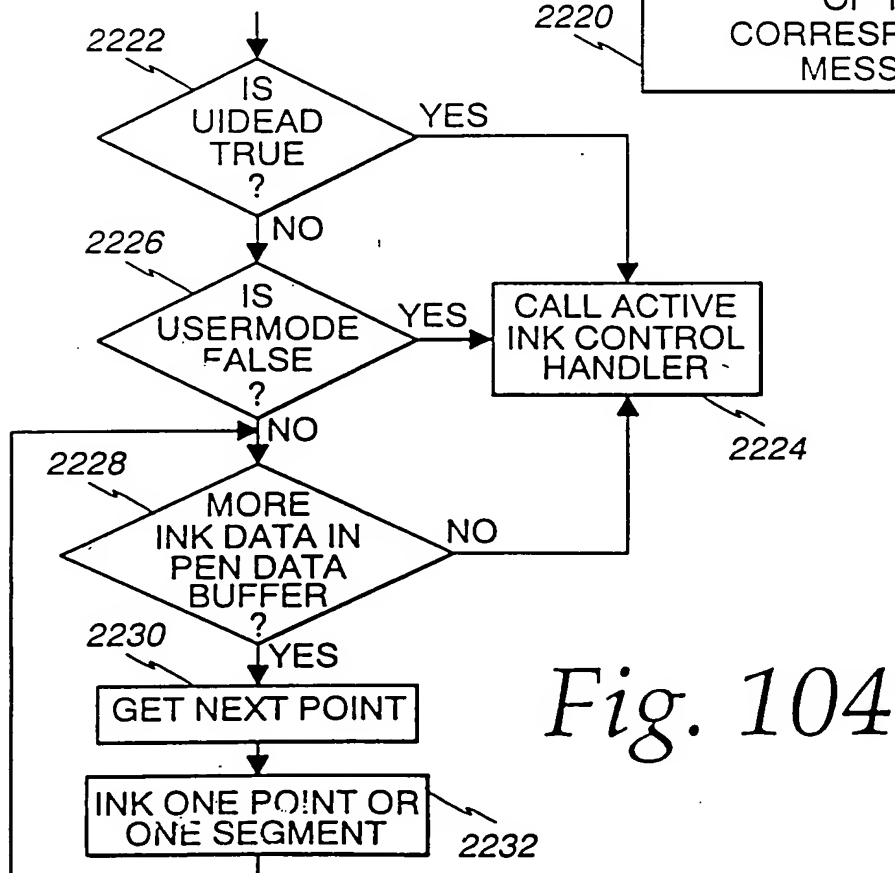 2220
OF
CORRESP
MESS
2222
IS
UIDEAD
TRUE
?
YES
NO
2226
IS
USERMODE
FALSE
?
YES
NO
CALL ACTIVE
INK CONTROL
HANDLER
2224
2228
MORE
INK DATA IN
PEN DATA
BUFFER
?
NO
YES
2230
GET NEXT POINT
INK ONE POINT OR
ONE SEGMENT
2232
Fig. 104